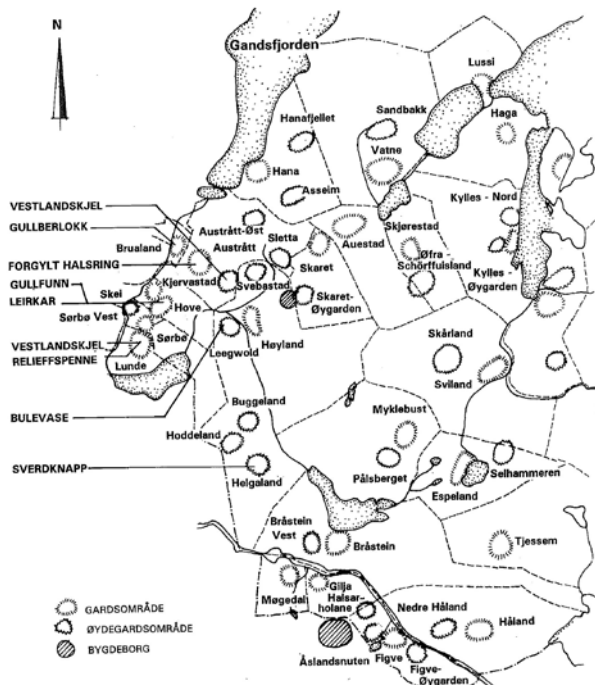 N
Gandsfjorden
Lussi
Sandbakk
Haga
Hanafjellet
Vatne
Hana
Asseim
Kylles - Nord
VESTLANDSKJEL
GULLBERLOKK
Austrått-Øst
Sletta
Skjørestad
Brualand
Austrått
Auestad
Øfra -
Schörffuisland
FORGYLT HALSRING
Skaret
Kylles -
Øygarden
Kjervastad
Svebastad
GULLFUNN
Skei
LEIRKAR
Hove
Skaret-
Øygarden
Sørbø Vest
Høyland
VESTLANDSKJEL
Sørbø
Skårland
RELIEFFSPENNE
Leegwold
Lunde
Sviland
Buggeland
Myklebust
BULEVASE
Hoddeland
SVERDKNAPP
Helgaland
Pålsberget
Selhammeren
Espeland
Bråstein
Vest
Bråstein
Tjessem
Gilja
Møgedal
Halsar-
holane
Nedre Håland
Håland
GARDSOMRÅDE
ØYDEGARDSOMRÅDE
BYGDEBORG
Åslandsnuten
Figve
Figve-
Øygarden